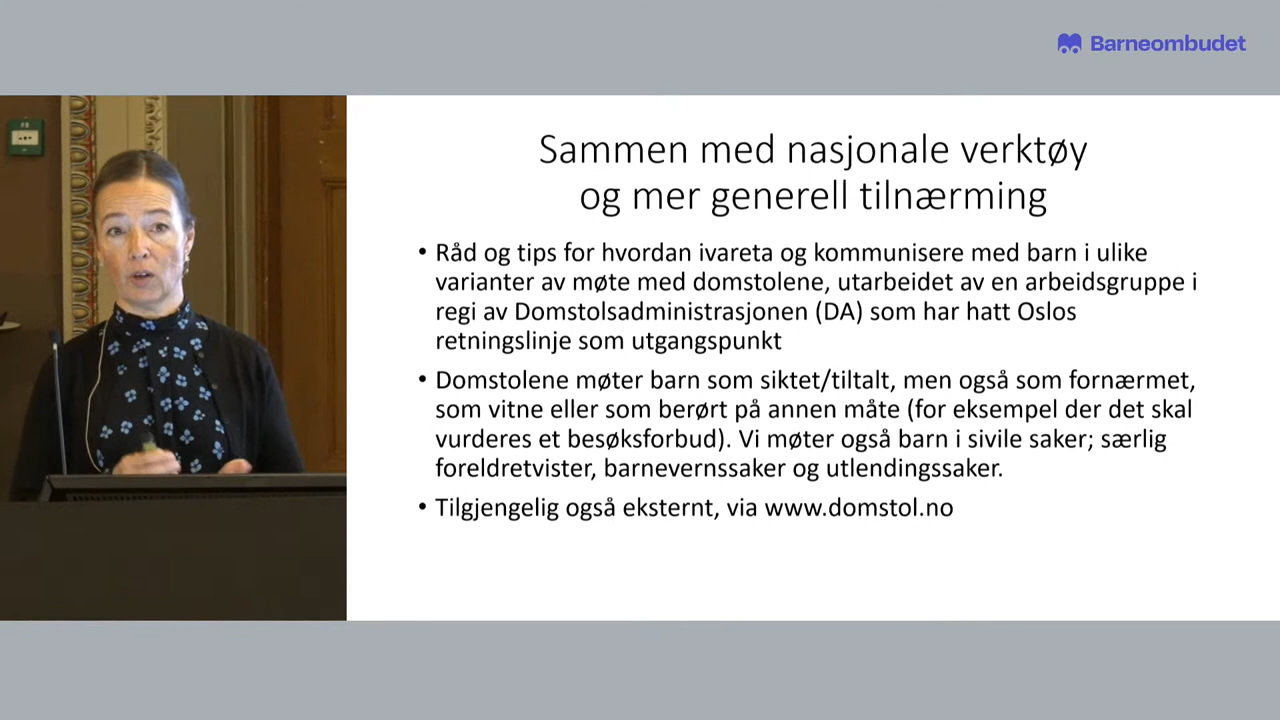 Barneombudet
Sammen med nasjonale verktøy
og mer generell tilnærming
• Råd og tips for hvordan ivareta og kommunisere med barn i ulike
varianter av møte med domstolene, utarbeidet av en arbeidsgruppe i
regi av Domstolsadministrasjonen (DA) som har hatt Oslos
retningslinje som utgangspunkt
• Domstolene møter barn som siktet/tiltalt, men også som fornærmet,
som vitne eller som berørt på annen måte (for eksempel der det skal
vurderes et besøksforbud). Vi møter også barn i sivile saker; særlig
foreldretvister, barnevernssaker og utlendingssaker.
• Tilgjengelig også eksternt, via www.domstol.no